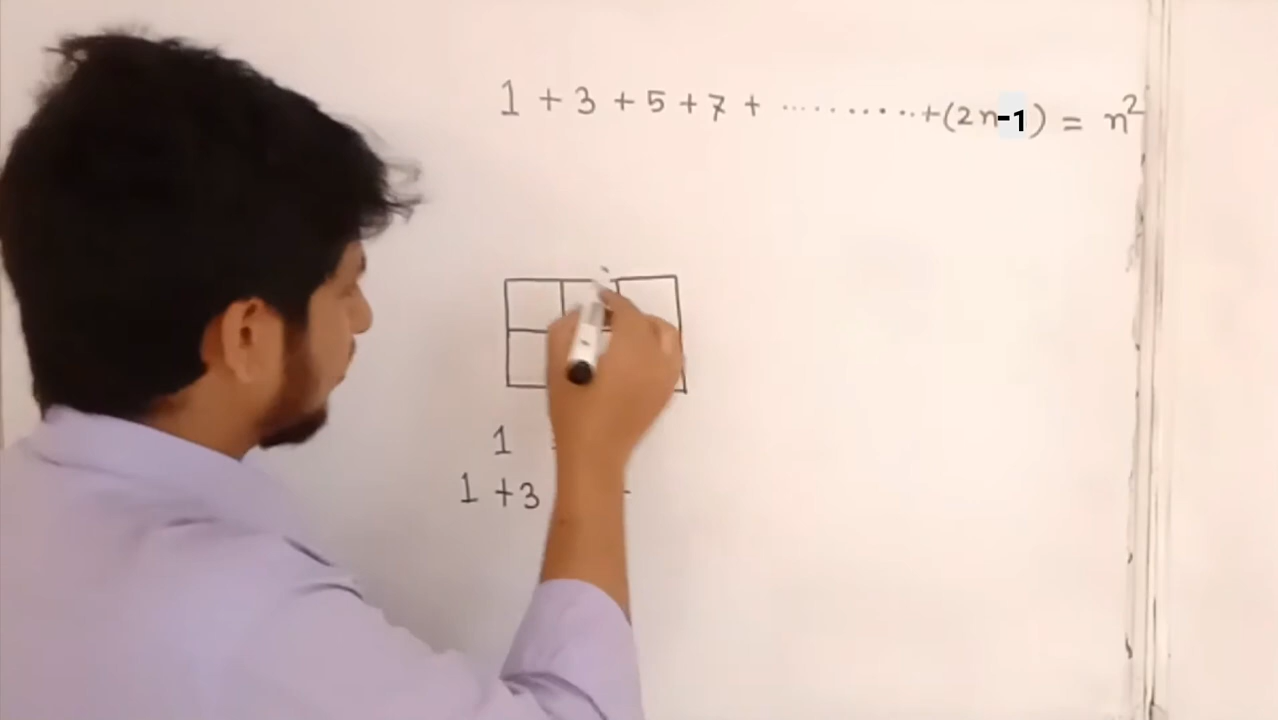 1 + 3 + 5 + 7 + .......... + (2n-1) = n²
1
1 + 3